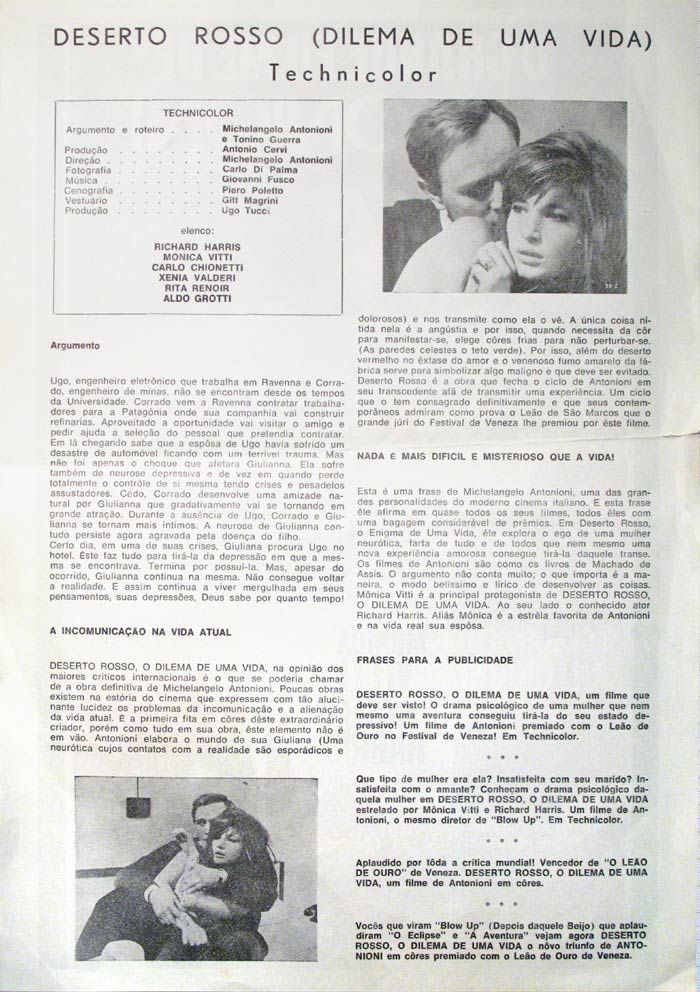 DESERTO ROSSO (DILEMA DE UMA VIDA)
Technicolor
TECHNICOLOR
Argumento e roteiro . . . . Michelangelo Antonioni
e Tonino Guerra
Produção . . . . . . . . Antonio Cervi
Direção . . . . . . . . Michelangelo Antonioni
Fotografia . . . . . . . Carlo Di Palma
Música . . . . . . . . Giovanni Fusco
Cenografia . . . . . . . Piero Poletto
Vestuário . . . . . . . Gitt Magrini
Produção . . . . . . . Ugo Tucci
elenco:
RICHARD HARRIS
MONICA VITTI
CARLO CHIONETTI
XENIA VALDERI
RITA RENOIR
ALDO GROTTI
Argumento
Ugo, engenheiro eletrônico que trabalha em Ravenna e Corra-
do, engenheiro de minas, não se encontram desde os tempos
da Universidade. Corrado vem a Ravenna contratar trabalha-
dores para a Patagônia onde sua companhia vai construir
refinarias. Aproveitado a oportunidade vai visitar o amigo e
pedir ajuda a seleção do pessoal que pretendia contratar.
Em lá chegando sabe que a espôsa de Ugo havia sofrido um
desastre de automóvel ficando com um terrível trauma. Mas
não foi apenas o choque que afetara Giulianna. Ela sofre
também de neurose depressiva e de vez em quando perde
totalmente o contrôle de si mesma tendo crises e pesadelos
assustadores. Cêdo, Corrado desenvolve uma amizade na-
tural por Giulianna que gradativamente vai se tornando em
grande atração. Durante a ausência de Ugo, Corrado e Giu-
lianna se tornam mais íntimos. A neurose de Giulianna con-
tudo persiste agora agravada pela doença do filho.
Certo dia, em uma de suas crises, Giulianna procura Ugo no
hotel. Êste faz tudo para tirá-la da depressão em que a mes-
ma se encontrava. Termina por possuí-la. Mas, apesar do
ocorrido, Giulianna continua na mesma. Não consegue voltar
a realidade. E assim continua a viver mergulhada em seus
pensamentos, suas depressões, Deus sabe por quanto tempo!
A INCOMUNICAÇÃO NA VIDA ATUAL
DESERTO ROSSO, O DILEMA DE UMA VIDA, na opinião dos
maiores críticos internacionais é o que se poderia chamar
de a obra definitiva de Michelangelo Antonioni. Poucas obras
existem na estória do cinema que expressem com tão aluci-
nante lucidez os problemas da incomunicação e a alienação
da vida atual. É a primeira fita em côres dêste extraordinário
criador, porém como tudo em sua obra, êste elemento não é
em vão. Antonioni elabora o mundo de sua Giuliana (Uma
neurótica cujos contatos com a realidade são esporádicos e
38-5
dolorosos) e nos transmite como ela o vê. A única coisa ní-
tida nela é a angústia e por isso, quando necessita da côr
para manifestar-se, elege côres frias para não perturbar-se.
(As paredes celestes o teto verde). Por isso, além do deserto
vermelho no êxtase do amor e o venenoso fumo amarelo da fá-
brica serve para simbolizar algo maligno e que deve ser evitado.
Deserto Rosso é a obra que fecha o ciclo de Antonioni em
seu transcedente afã de transmitir uma experiência. Um ciclo
que o tem consagrado definitivamente e que seus contem-
porâneos admiram como prova o Leão de São Marcos que o
grande júri do Festival de Veneza lhe premiou por êste filme.
NADA É MAIS DIFICIL E MISTERIOSO QUE A VIDA!
Esta é uma frase de Michelangelo Antonioni, uma das gran-
des personalidades do moderno cinema italiano. E esta frase
êle afirma em quase todos os seus filmes, todos êles com
uma bagagem considerável de prêmios. Em Deserto Rosso,
o Enigma de Uma Vida, êle explora o ego de uma mulher
neurótica, farta de tudo e de todos que nem mesmo uma
nova experiência amorosa consegue tirá-la daquele transe.
Os filmes de Antonioni são como os livros de Machado de
Assis. O argumento não conta muito; o que importa é a ma-
neira, o modo belíssimo e lírico de desenvolver as coisas.
Mônica Vitti é a principal protagonista de DESERTO ROSSO,
O DILEMA DE UMA VIDA. Ao seu lado o conhecido ator
Richard Harris. Aliás Mônica é a estrêla favorita de Antonioni
e na vida real sua espôsa.
FRASES PARA A PUBLICIDADE
DESERTO ROSSO, O DILEMA DE UMA VIDA, um filme que
deve ser visto! O drama psicológico de uma mulher que nem
mesmo uma aventura conseguiu tirá-la do seu estado de-
pressivo! Um filme de Antonioni premiado com o Leão de
Ouro no Festival de Veneza! Em Technicolor.
* * *
Que tipo de mulher era ela? Insatisfeita com seu marido? In-
satisfeita com o amante? Conheçam o drama psicológico da-
quela mulher em DESERTO ROSSO, O DILEMA DE UMA VIDA
estrelado por Mônica Vitti e Richard Harris. Um filme de An-
tonioni, o mesmo diretor de "Blow Up". Em Technicolor.
* * *
Aplaudido por tôda a crítica mundial! Vencedor de "O LEÃO
DE OURO" de Veneza. DESERTO ROSSO, O DILEMA DE UMA
VIDA, um filme de Antonioni em côres.
* * *
Vocês que viram "Blow Up" (Depois daquele Beijo) que aplau-
diram "O Eclipse" e "A Aventura" vejam agora DESERTO
ROSSO, O DILEMA DE UMA VIDA o nôvo triunfo de ANTO-
NIONI em côres premiado com o Leão de Ouro de Veneza.